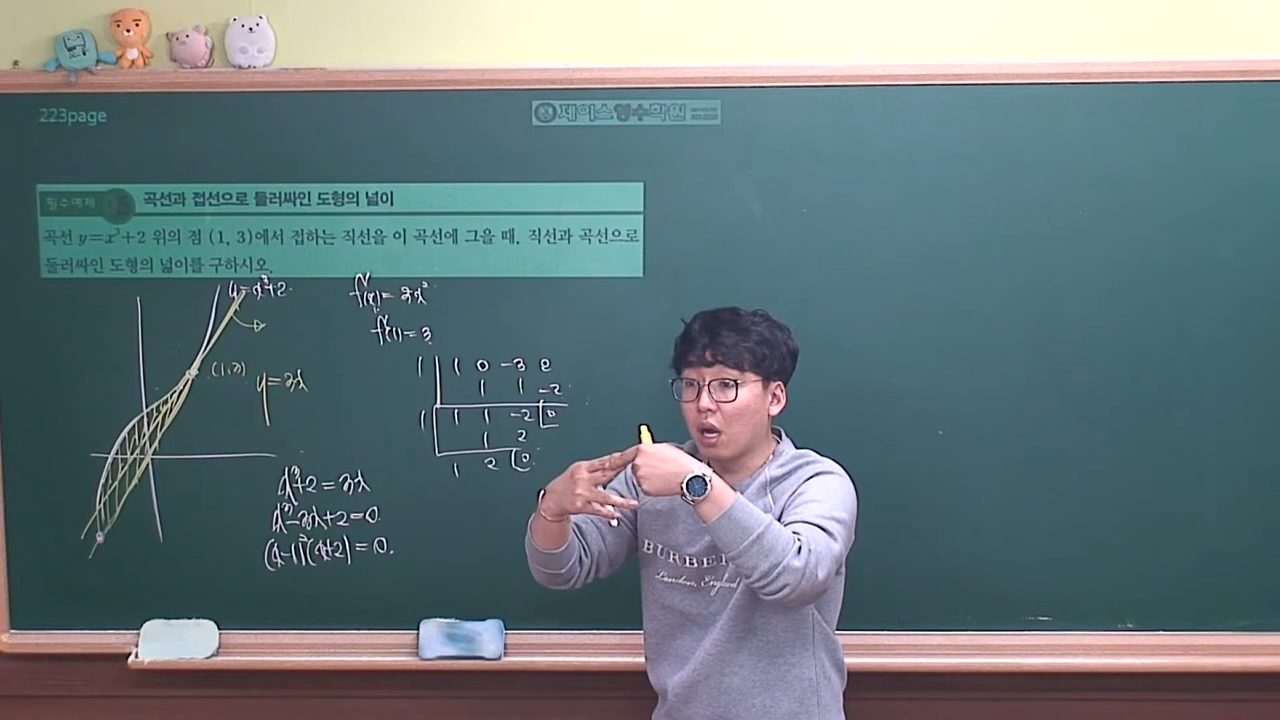 223page
제이스영수학원
필수예제
곡선과 접선으로 둘러싸인 도형의 넓이
곡선 y=x³+2 위의 점 (1, 3)에서 접하는 직선을 이 곡선에 그을 때, 직선과 곡선으로
둘러싸인 도형의 넓이를 구하시오.
y=x³+2
f'(x)=3x²
f'(1)=3
(1,3)
y=3x
1 1 0 -3 2
1 1 -2
1 1 1 -2 0
1 2
1 2 0
x³+2=3x
x³-3x+2=0.
(x-1)²(x+2)=0.
BURBER
London, England